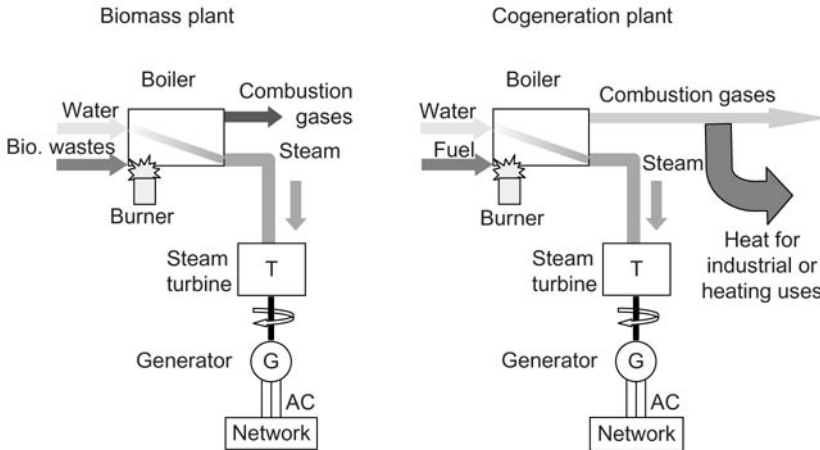 Biomass plant
Boiler
Combustion
gases
Water
Bio. wastes
Steam
Burner
Steam
turbine
T
Generator
G
AC
Network
Cogeneration plant
Boiler
Combustion gases
Water
Fuel
Steam
Burner
Heat for
industrial or
heating uses
Steam
turbine
T
Generator
G
AC
Network